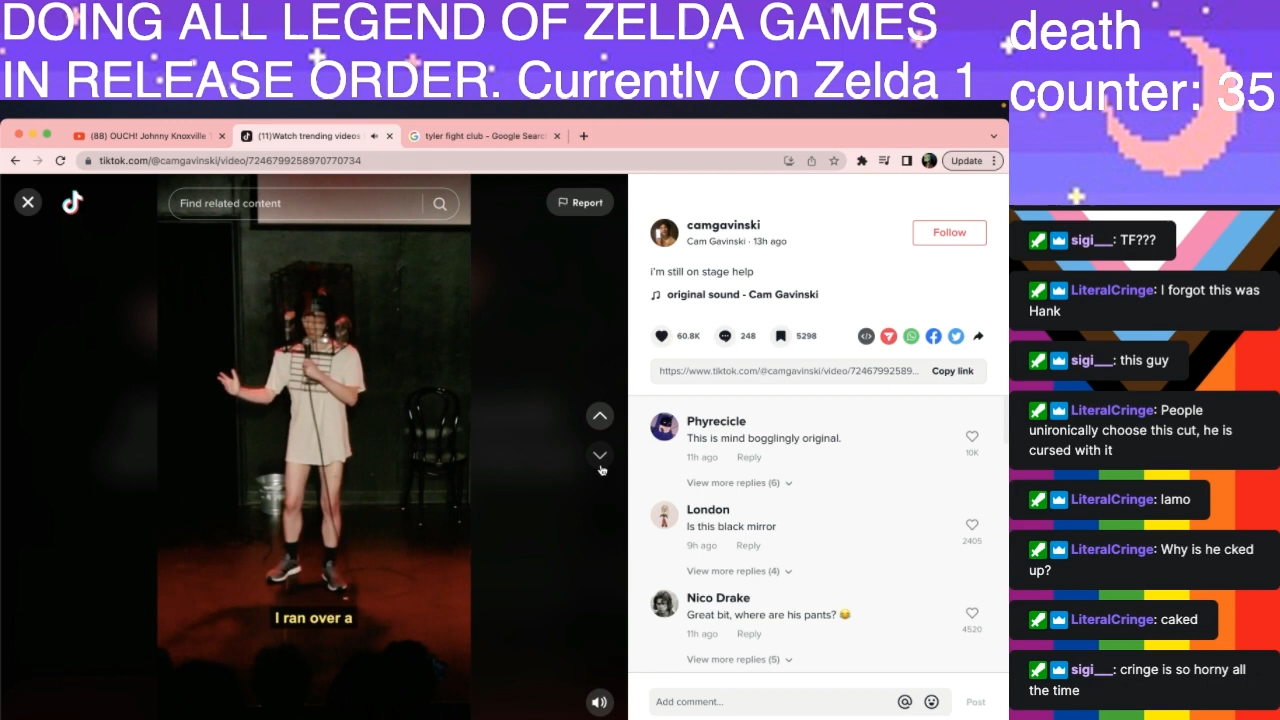 DOING ALL LEGEND OF ZELDA GAMES
IN RELEASE ORDER. Currently On Zelda 1
death
counter: 35
(88) OUCH! Johnny Knoxville
(11)Watch trending videos
tyler fight club - Google Search
tiktok.com/@camgavinski/video/7246799258970770734
Update
Find related content
Report
I ran over a
camgavinski
Cam Gavinski · 13h ago
Follow
i'm still on stage help
original sound - Cam Gavinski
60.8K
248
5298
https://www.tiktok.com/@camgavinski/video/72467992589...
Copy link
Phyrecicle
This is mind bogglingly original.
11h ago
Reply
10K
View more replies (6)
London
Is this black mirror
9h ago
Reply
2405
View more replies (4)
Nico Drake
Great bit, where are his pants? 😂
11h ago
Reply
4520
View more replies (5)
Add comment...
Post
sigi__: TF???
LiteralCringe: I forgot this was
Hank
sigi__: this guy
LiteralCringe: People
unironically choose this cut, he is
cursed with it
LiteralCringe: lamo
LiteralCringe: Why is he cked
up?
LiteralCringe: caked
sigi__: cringe is so horny all
the time